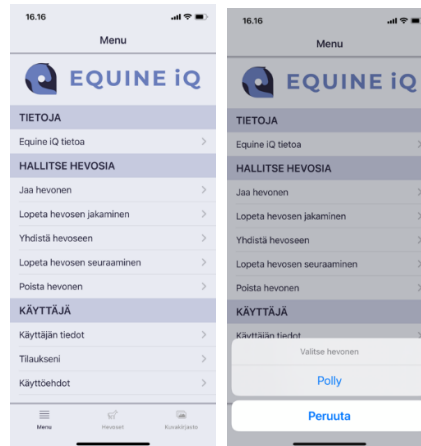 16.16
Menu
EQUINE iQ
TIETOJA
Equine iQ tietoa
HALLITSE HEVOSIA
Jaa hevonen
Lopeta hevosen jakaminen
Yhdistä hevoseen
Lopeta hevosen seuraaminen
Poista hevonen
KÄYTTÄJÄ
Käyttäjän tiedot
Tilaukseni
Käyttöehdot
Menu
Hevoset
Kuvakirjasto
16.16
Menu
EQUINE iQ
TIETOJA
Equine iQ tietoa
HALLITSE HEVOSIA
Jaa hevonen
Lopeta hevosen jakaminen
Yhdistä hevoseen
Lopeta hevosen seuraaminen
Poista hevonen
KÄYTTÄJÄ
Käyttäjän tiedot
Valitse hevonen
Polly
Peruuta